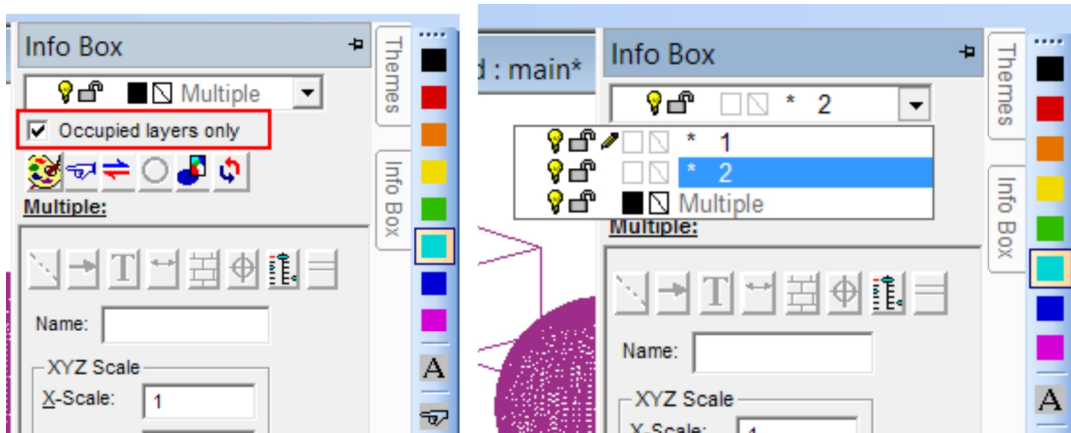 Info Box
Multiple
Occupied layers only
Multiple:
T
Name:
XYZ Scale
X-Scale: 1
Themes
Info Box
A
d : main*
Info Box
* 2
* 1
* 2
Multiple
Multiple:
T
Name:
XYZ Scale
X-Scale: 1
Themes
Info Box
A